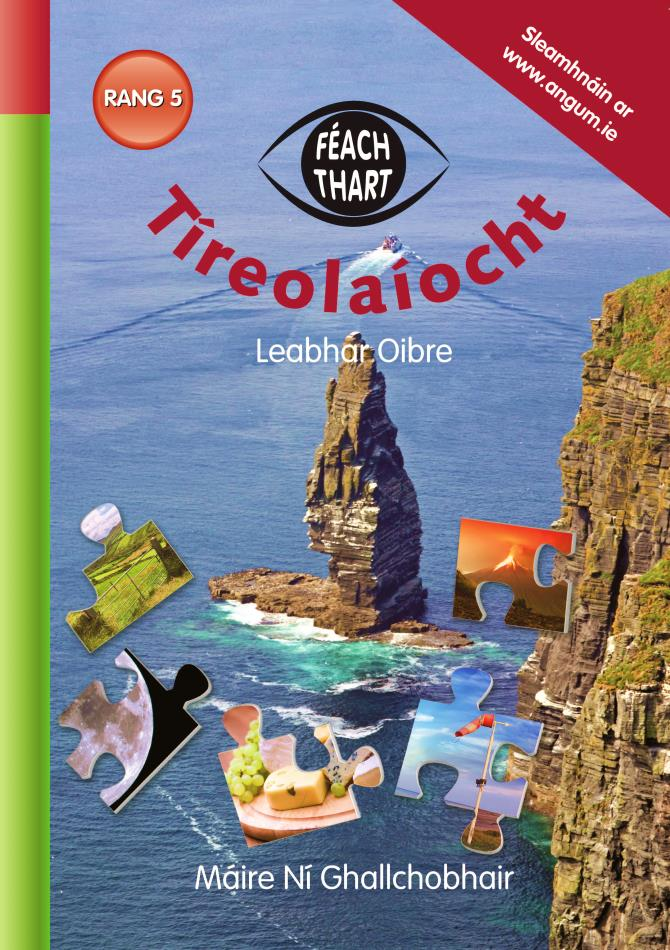 Sleamhnáin ar
www.angum.ie
RANG 5
FÉACH
THART
Tíreolaíocht
Leabhar Oibre
Máire Ní Ghallchobhair